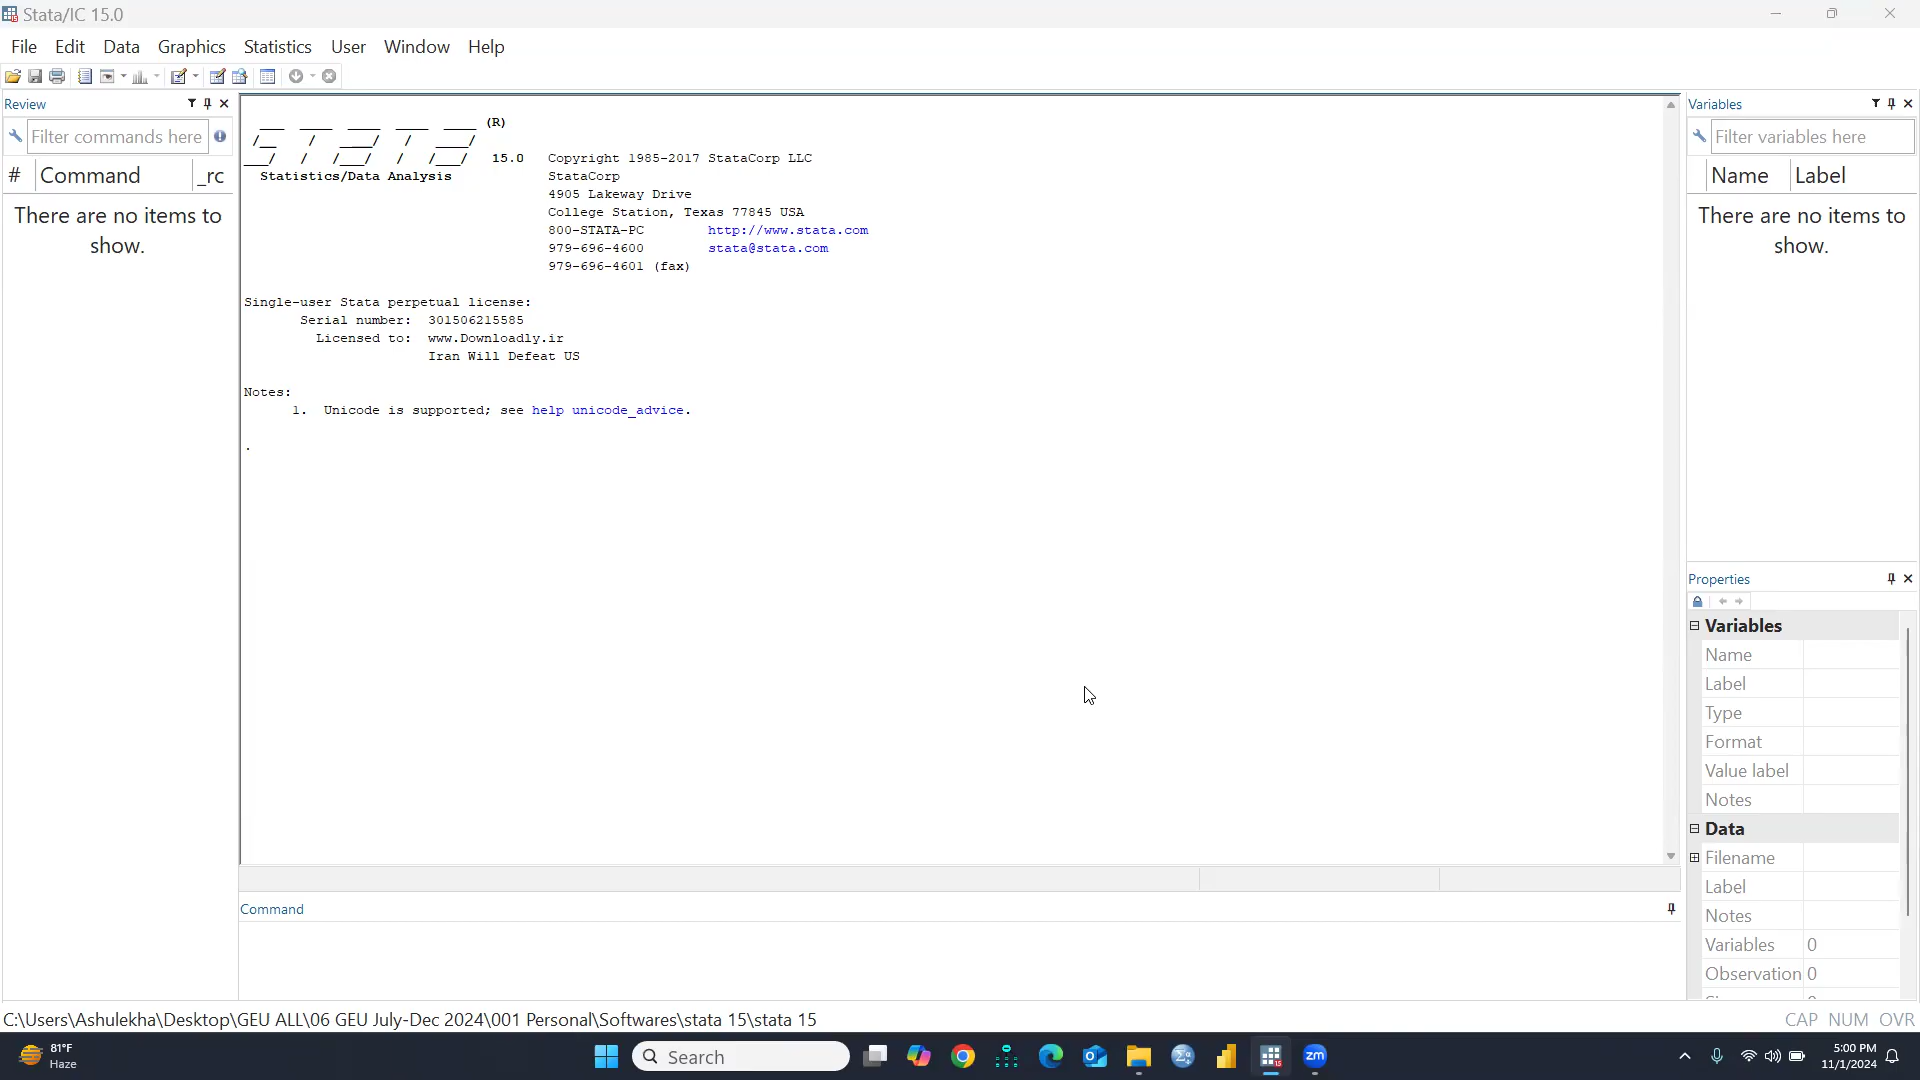 Stata/IC 15.0
File Edit Data Graphics Statistics User Window Help
Review
Filter commands here
# Command _rc
There are no items to
show.
(R)
15.0 Copyright 1985-2017 StataCorp LLC
Statistics/Data Analysis StataCorp
4905 Lakeway Drive
College Station, Texas 77845 USA
800-STATA-PC http://www.stata.com
979-696-4600 stata@stata.com
979-696-4601 (fax)
Single-user Stata perpetual license:
Serial number: 301506215585
Licensed to: www.Downloadly.ir
Iran Will Defeat US
Notes:
1. Unicode is supported; see help unicode_advice.
.
Command
Variables
Filter variables here
Name Label
There are no items to
show.
Properties
Variables
Name
Label
Type
Format
Value label
Notes
Data
Filename
Label
Notes
Variables 0
Observation 0
C:\Users\Ashulekha\Desktop\GEU ALL\06 GEU July-Dec 2024\001 Personal\Softwares\stata 15\stata 15
CAP NUM OVR
81°F
Haze
Search
zm
5:00 PM
11/1/2024